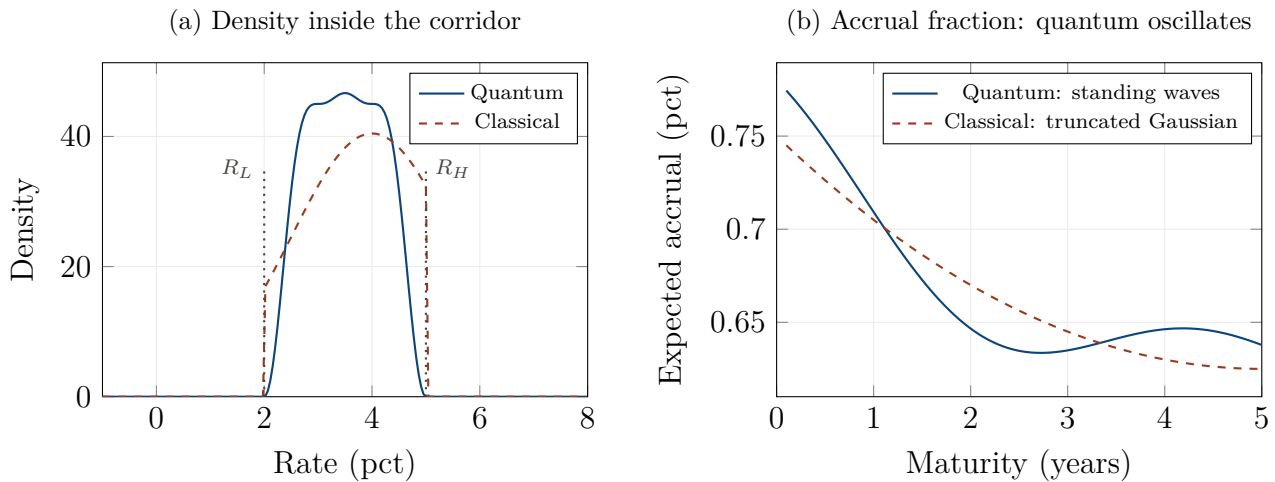 (a) Density inside the corridor
Density
40
20
0
0
2
4
6
8
Rate (pct)
R_L
R_H
Quantum
Classical
(b) Accrual fraction: quantum oscillates
Expected accrual (pct)
0.75
0.7
0.65
0
1
2
3
4
5
Maturity (years)
Quantum: standing waves
Classical: truncated Gaussian